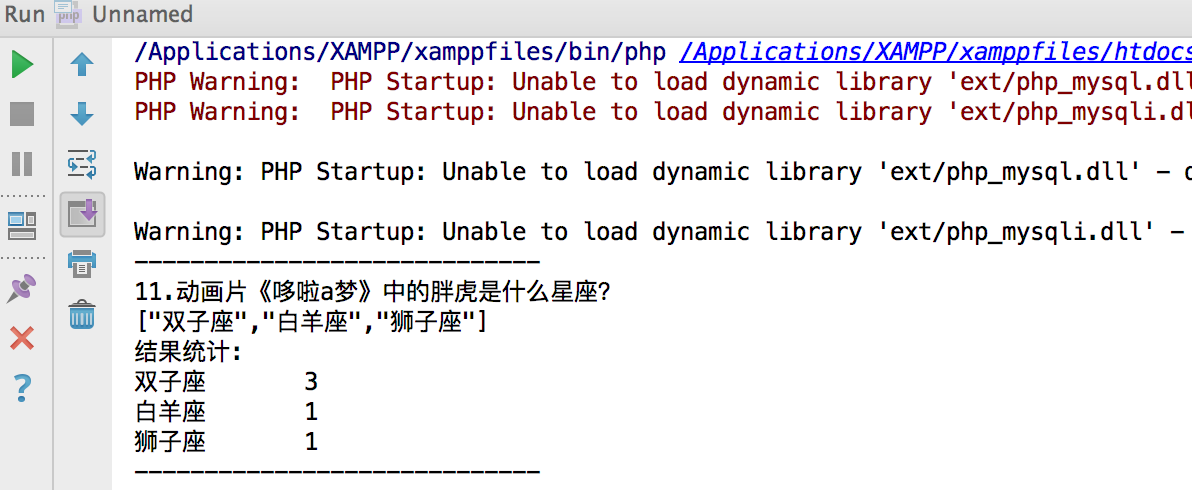 Run php Unnamed
/Applications/XAMPP/xamppfiles/bin/php /Applications/XAMPP/xamppfiles/htdocs
PHP Warning:  PHP Startup: Unable to load dynamic library 'ext/php_mysql.dll
PHP Warning:  PHP Startup: Unable to load dynamic library 'ext/php_mysqli.dl
Warning: PHP Startup: Unable to load dynamic library 'ext/php_mysql.dll' -
Warning: PHP Startup: Unable to load dynamic library 'ext/php_mysqli.dll' -
-----------------------------
11.动画片《哆啦a梦》中的胖虎是什么星座?
["双子座","白羊座","狮子座"]
结果统计:
双子座 3
白羊座 1
狮子座 1
-----------------------------